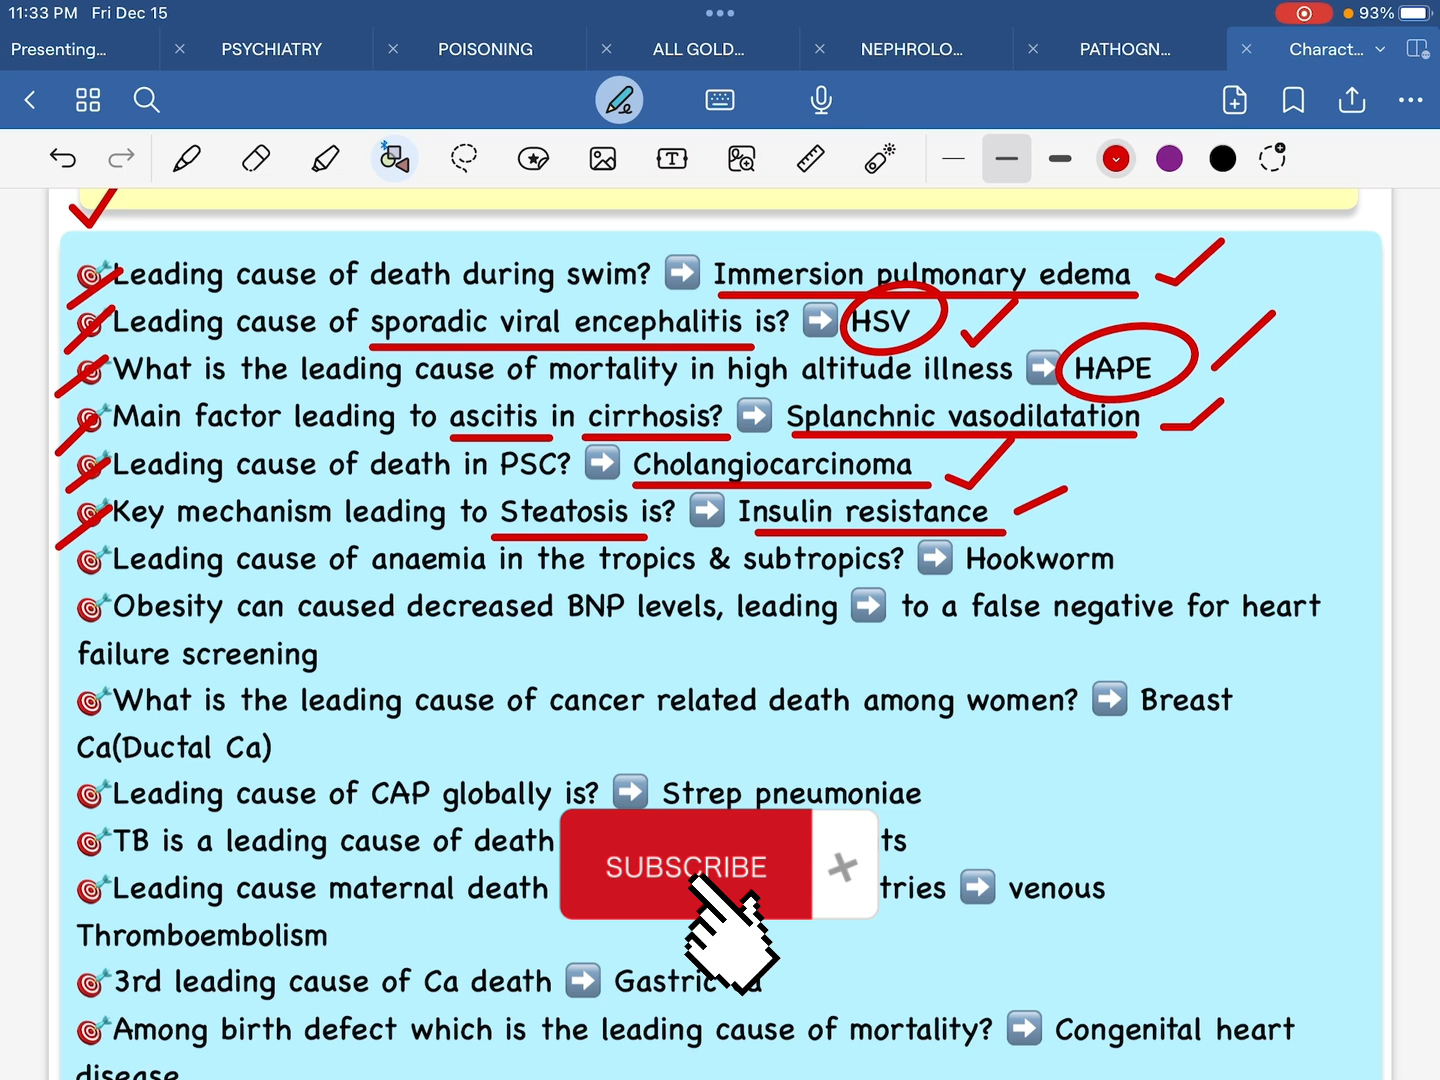 11:33 PM Fri Dec 15
93%
Presenting... PSYCHIATRY POISONING ALL GOLD... NEPHROLO... PATHOGN... Charact...
Leading cause of death during swim? ➡️ Immersion pulmonary edema
Leading cause of sporadic viral encephalitis is? ➡️ HSV
What is the leading cause of mortality in high altitude illness ➡️ HAPE
Main factor leading to ascitis in cirrhosis? ➡️ Splanchnic vasodilatation
Leading cause of death in PSC? ➡️ Cholangiocarcinoma
Key mechanism leading to Steatosis is? ➡️ Insulin resistance
Leading cause of anaemia in the tropics & subtropics? ➡️ Hookworm
Obesity can caused decreased BNP levels, leading ➡️ to a false negative for heart
failure screening
What is the leading cause of cancer related death among women? ➡️ Breast
Ca(Ductal Ca)
Leading cause of CAP globally is? ➡️ Strep pneumoniae
TB is a leading cause of death ts
Leading cause maternal death tries ➡️ venous
Thromboembolism
SUBSCRIBE
3rd leading cause of Ca death ➡️ Gastric
Among birth defect which is the leading cause of mortality? ➡️ Congenital heart
disease